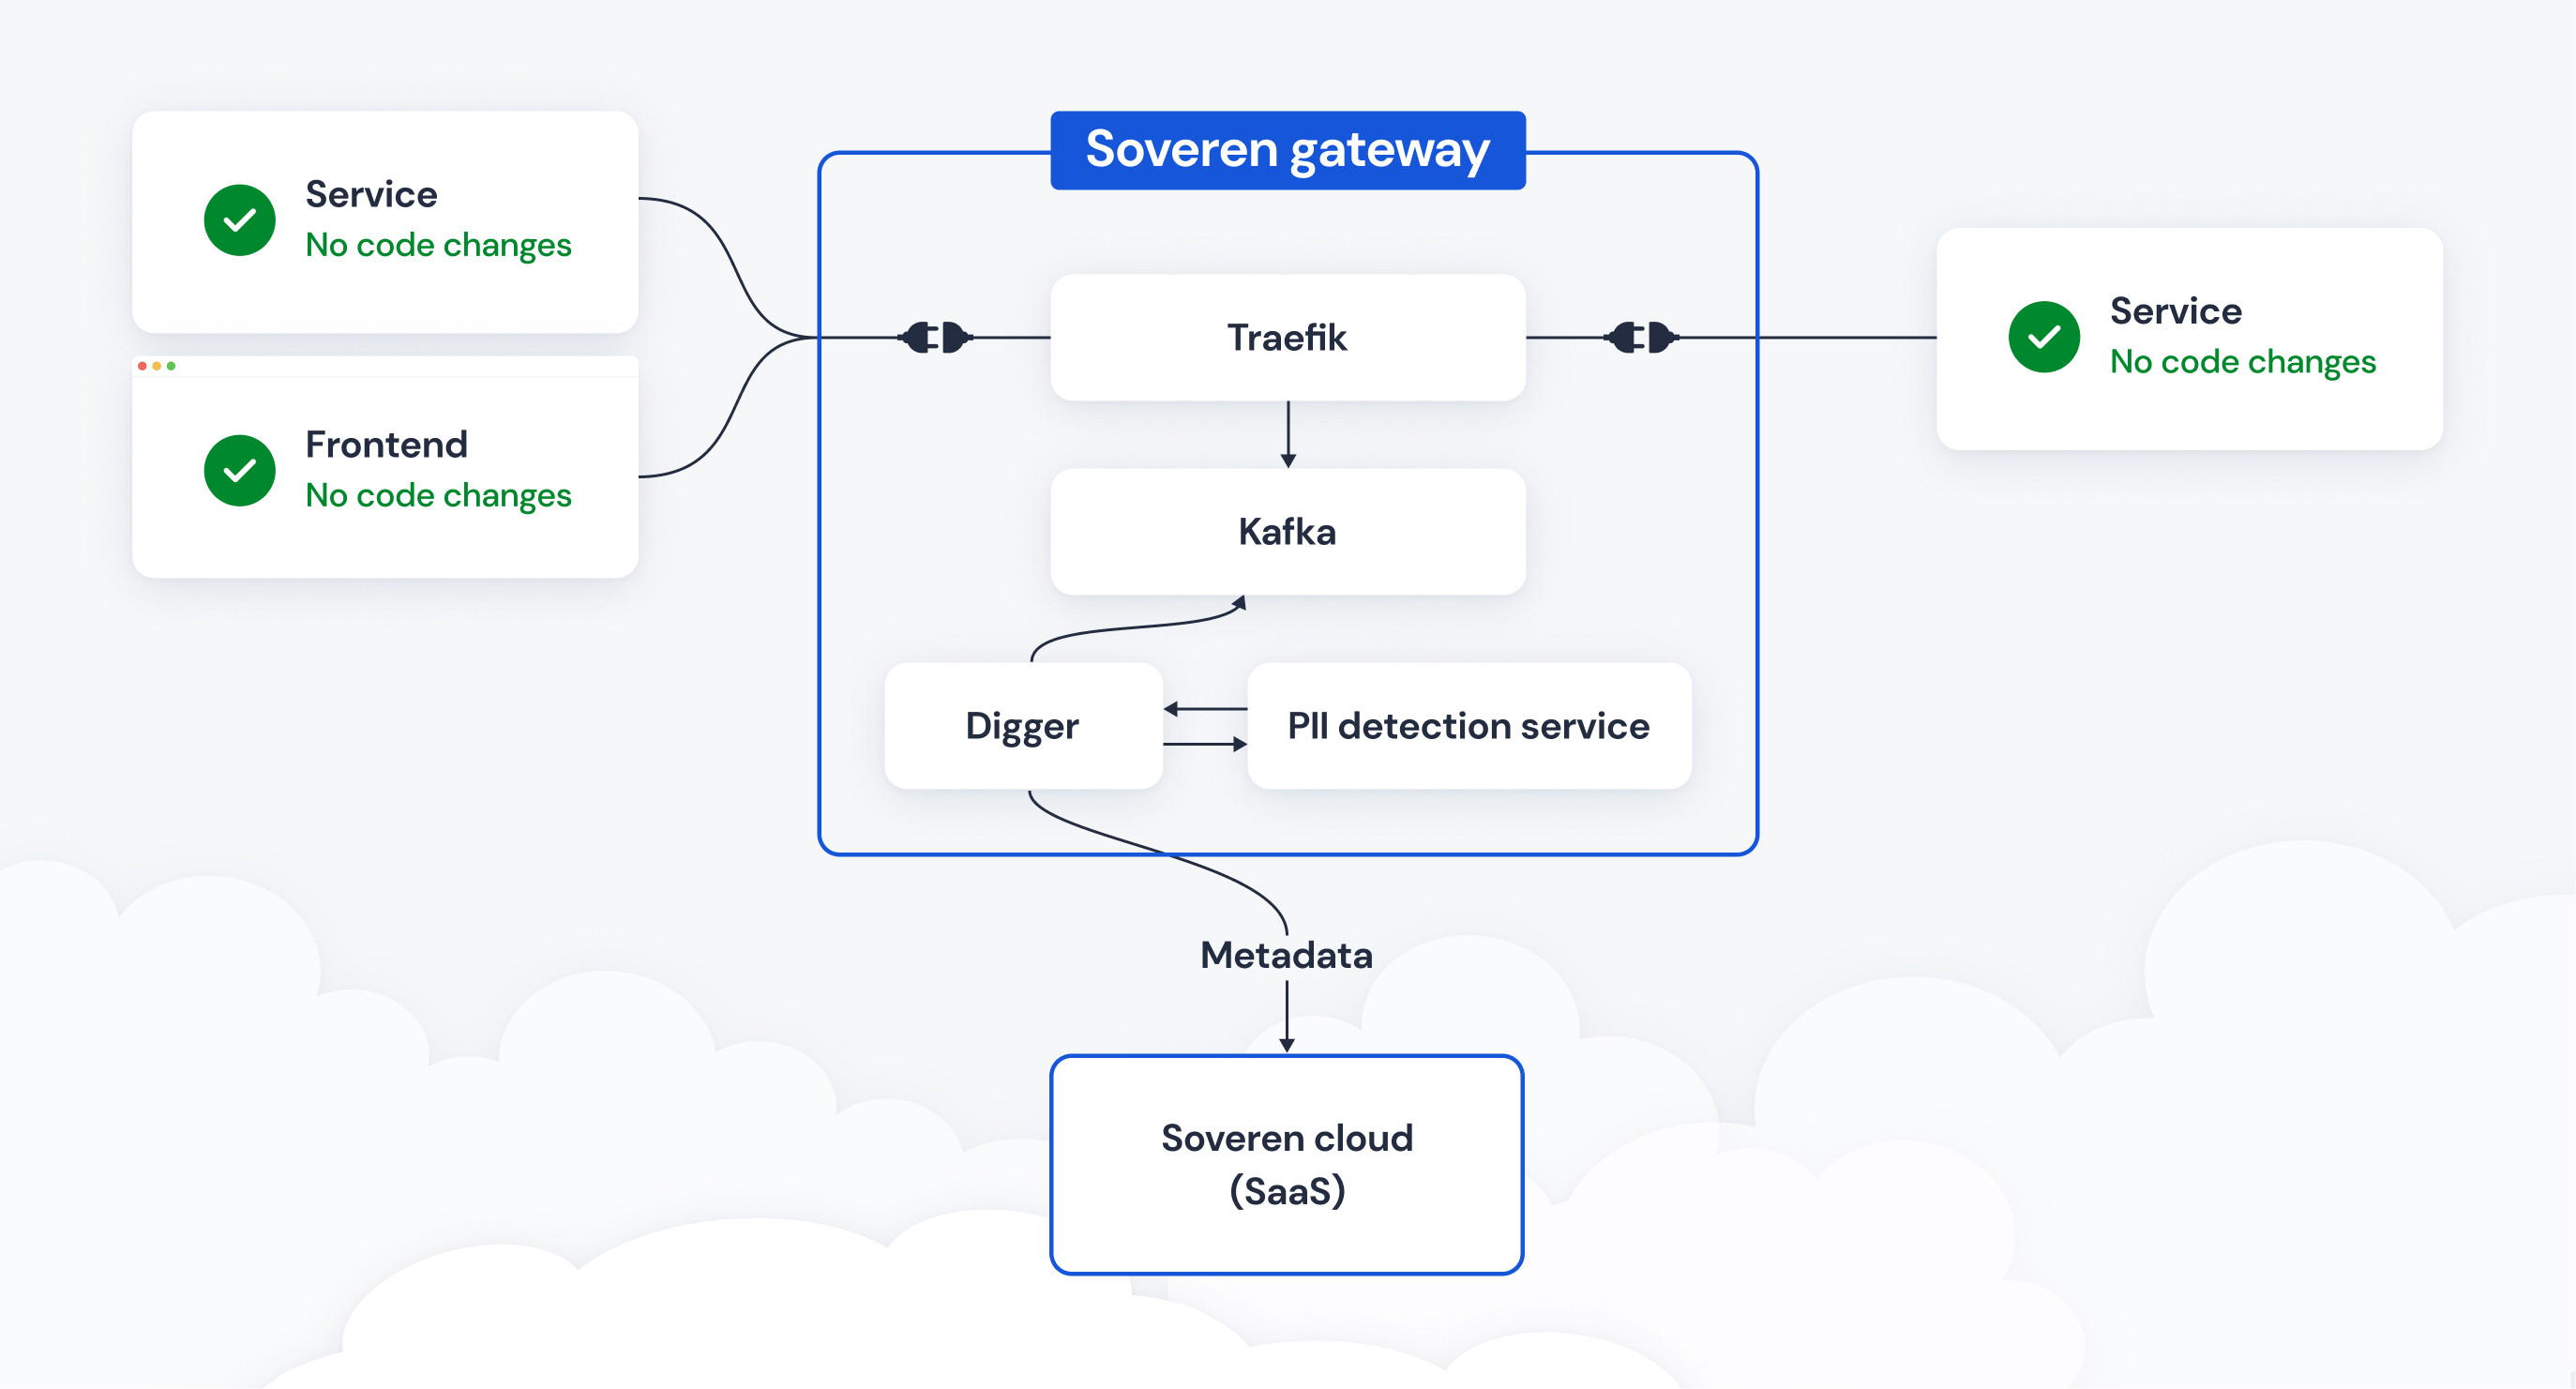 Soveren gateway
Service
No code changes
Frontend
No code changes
Traefik
Kafka
Digger
PII detection service
Service
No code changes
Metadata
Soveren cloud
(SaaS)